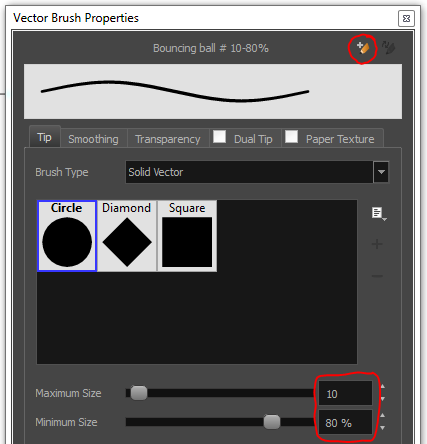 Vector Brush Properties
Bouncing ball # 10-80%
Tip Smoothing Transparency Dual Tip Paper Texture
Brush Type Solid Vector
Circle Diamond Square
Maximum Size 10
Minimum Size 80 %